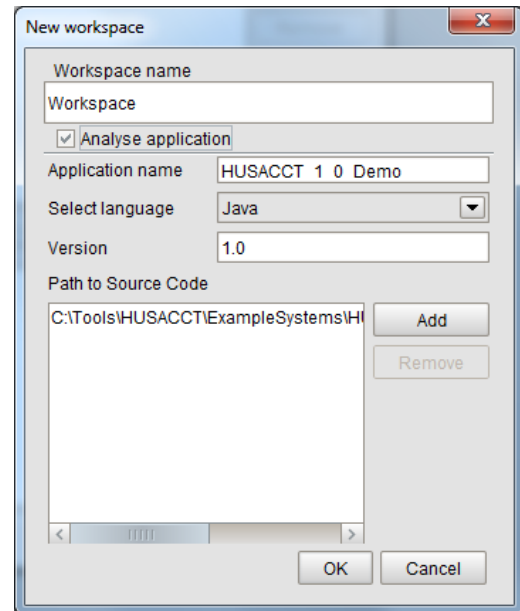 New workspace
Workspace name
Workspace
Analyse application
Application name HUSACCT 1 0 Demo
Select language Java
Version 1.0
Path to Source Code
C:\Tools\HUSACCT\ExampleSystems\HU
Add
Remove
OK Cancel